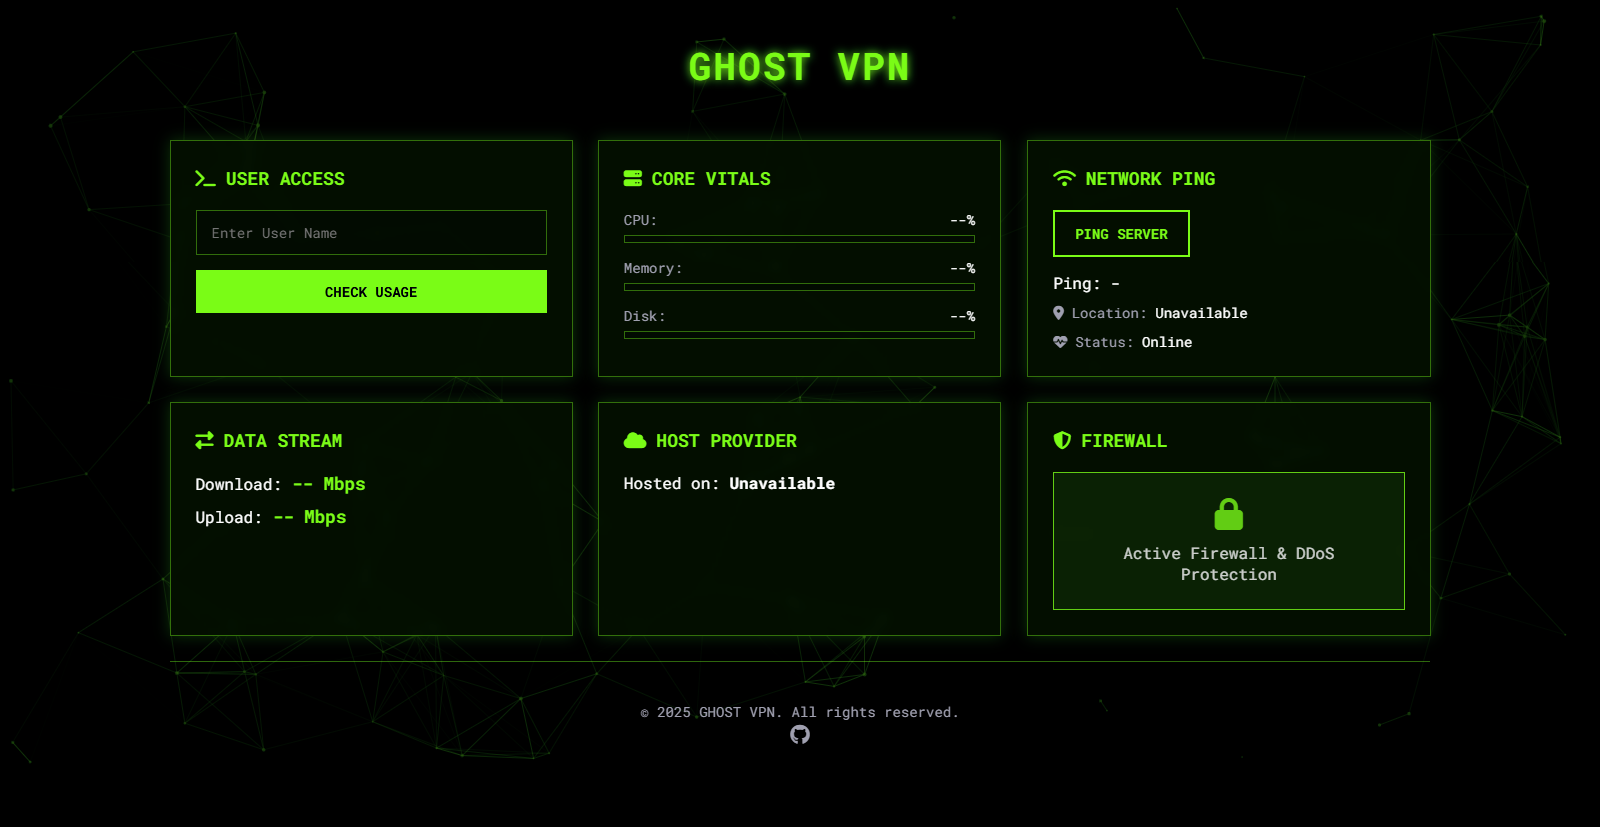 GHOST VPN
USER ACCESS
Enter User Name
CHECK USAGE
CORE VITALS
CPU: --%
Memory: --%
Disk: --%
NETWORK PING
PING SERVER
Ping: -
Location: Unavailable
Status: Online
DATA STREAM
Download: -- Mbps
Upload: -- Mbps
HOST PROVIDER
Hosted on: Unavailable
FIREWALL
Active Firewall & DDoS
Protection
© 2025 GHOST VPN. All rights reserved.